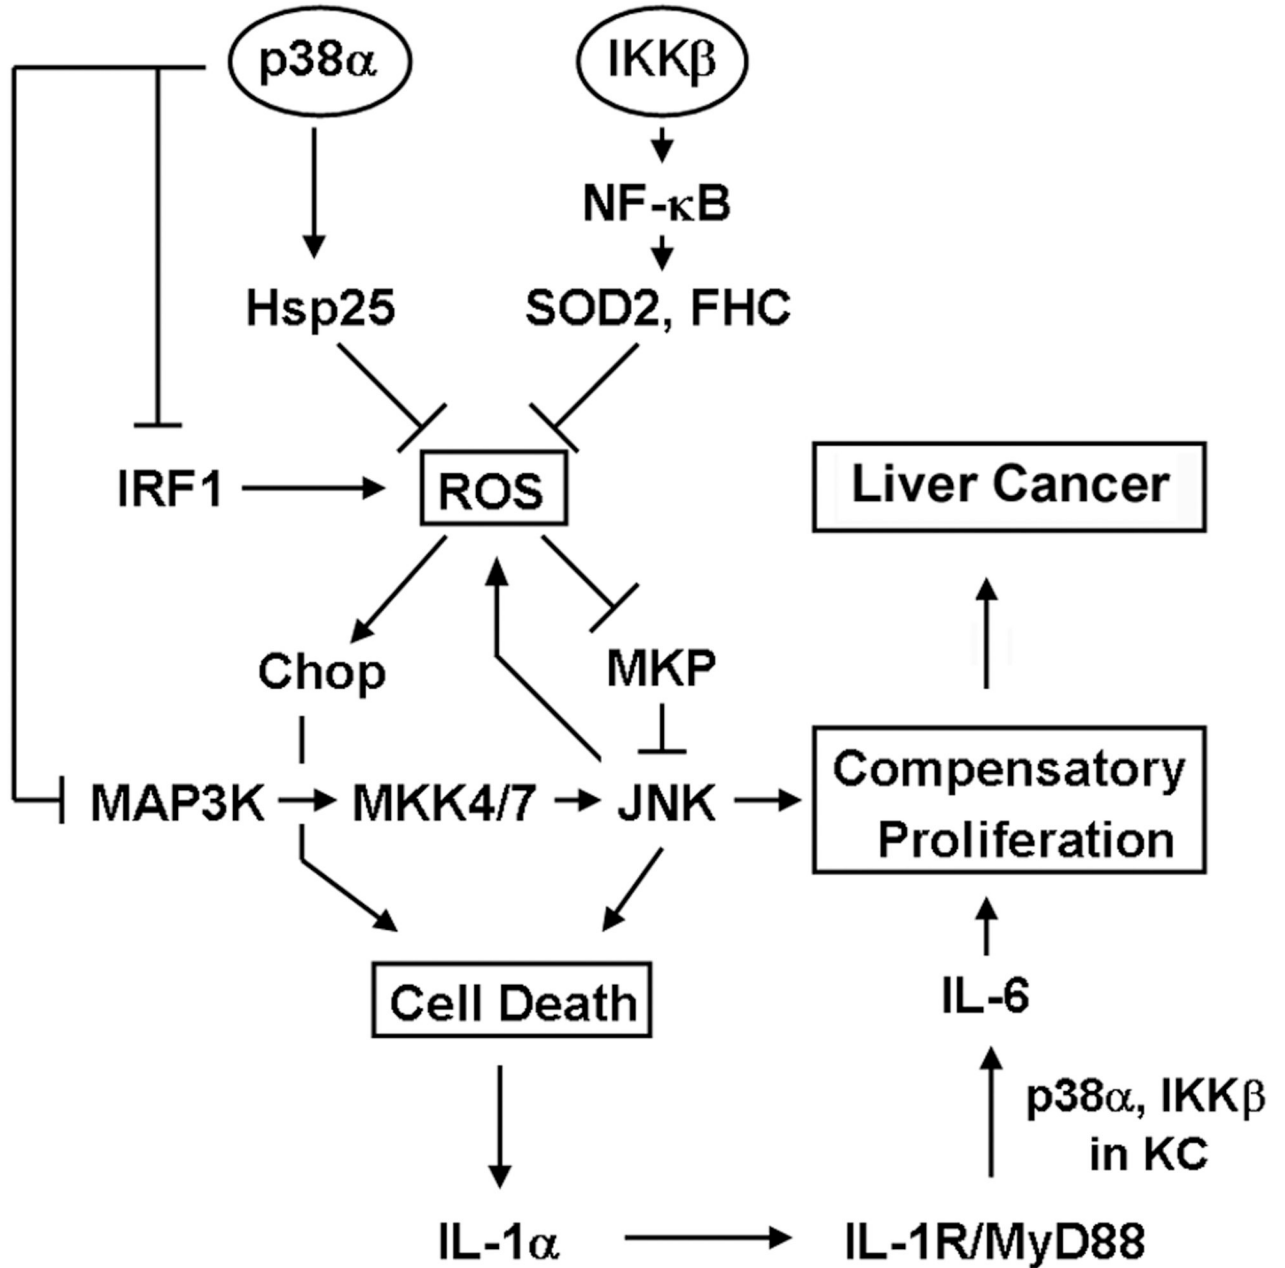 p38α
IKKβ
NF-κB
Hsp25
SOD2, FHC
IRF1
ROS
Liver Cancer
Chop
MKP
MAP3K
MKK4/7
JNK
Compensatory
Proliferation
Cell Death
IL-6
p38α, IKKβ
in KC
IL-1α
IL-1R/MyD88